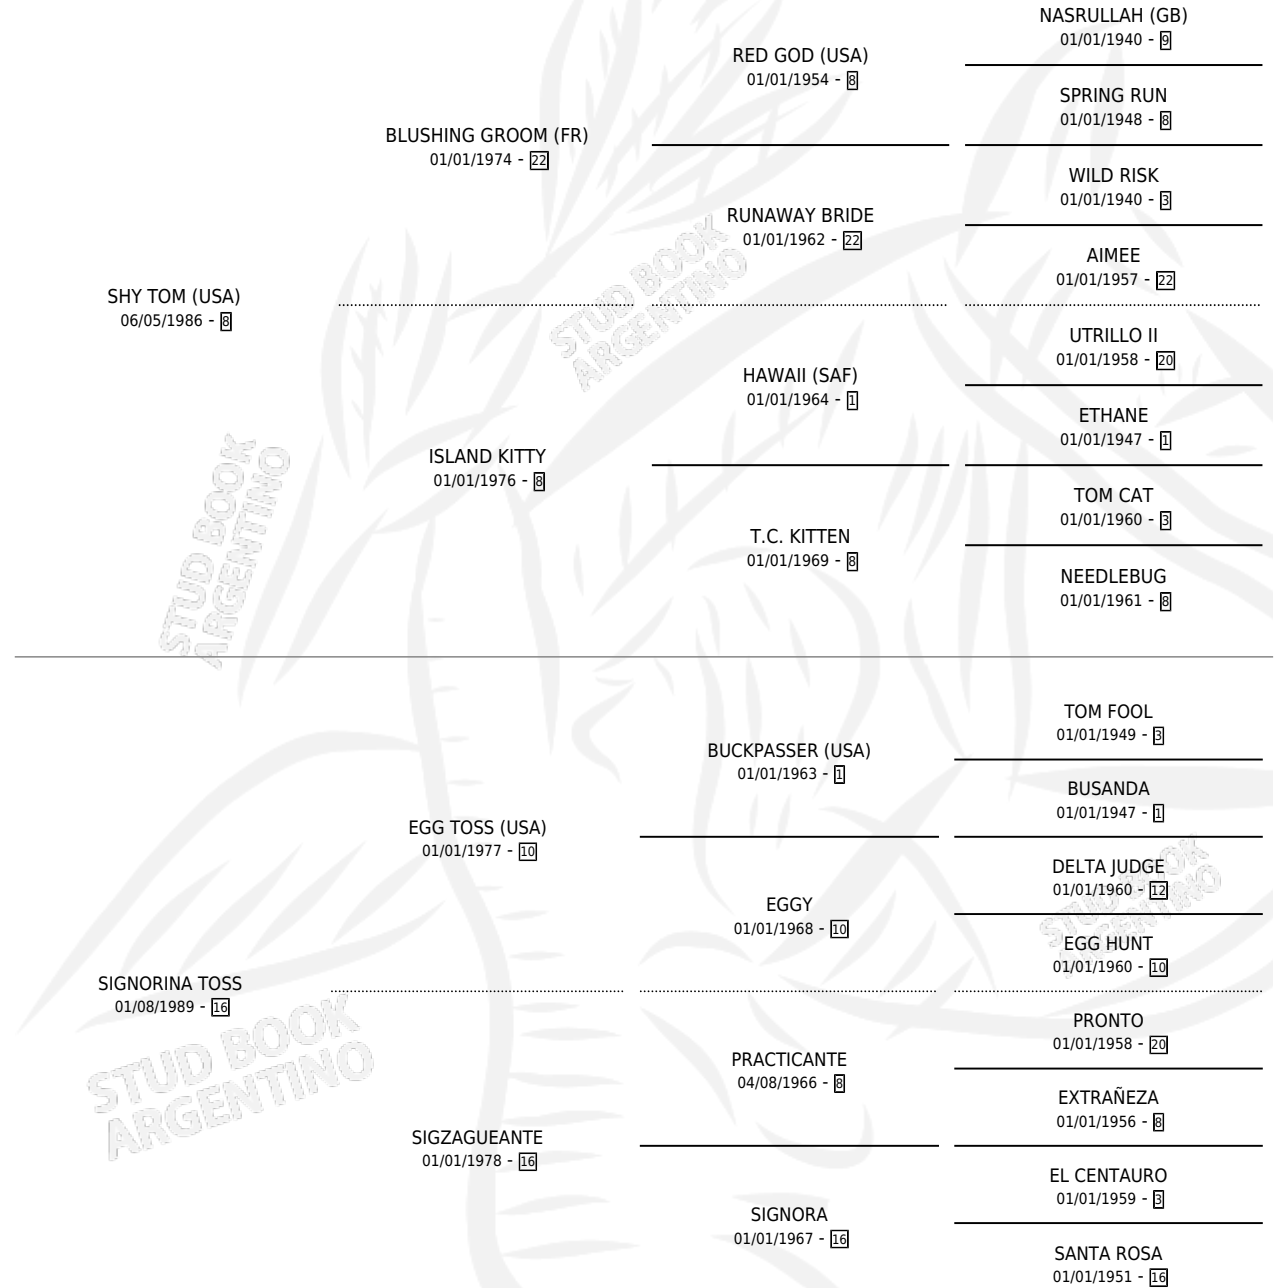 NASRULLAH (GB)
01/01/1940 - 9
RED GOD (USA)
01/01/1954 - 8
SPRING RUN
01/01/1948 - 8
BLUSHING GROOM (FR)
01/01/1974 - 22
WILD RISK
01/01/1940 - 3
RUNAWAY BRIDE
01/01/1962 - 22
AIMEE
01/01/1957 - 22
SHY TOM (USA)
06/05/1986 - 8
UTRILLO II
01/01/1958 - 20
HAWAII (SAF)
01/01/1964 - 1
ETHANE
01/01/1947 - 1
ISLAND KITTY
01/01/1976 - 8
TOM CAT
01/01/1960 - 3
T.C. KITTEN
01/01/1969 - 8
NEEDLEBUG
01/01/1961 - 8
STUD BOOK
ARGENTINO
STUD BOOK
ARGENTINO
TOM FOOL
01/01/1949 - 3
BUCKPASSER (USA)
01/01/1963 - 1
BUSANDA
01/01/1947 - 1
EGG TOSS (USA)
01/01/1977 - 10
DELTA JUDGE
01/01/1960 - 12
EGGY
01/01/1968 - 10
EGG HUNT
01/01/1960 - 10
SIGNORINA TOSS
01/08/1989 - 16
PRONTO
01/01/1958 - 20
PRACTICANTE
04/08/1966 - 8
EXTRAÑEZA
01/01/1956 - 8
SIGZAGUEANTE
01/01/1978 - 16
EL CENTAURO
01/01/1959 - 3
SIGNORA
01/01/1967 - 16
SANTA ROSA
01/01/1951 - 16
STUD BOOK
ARGENTINO
STUD BOOK
ARGENTINO